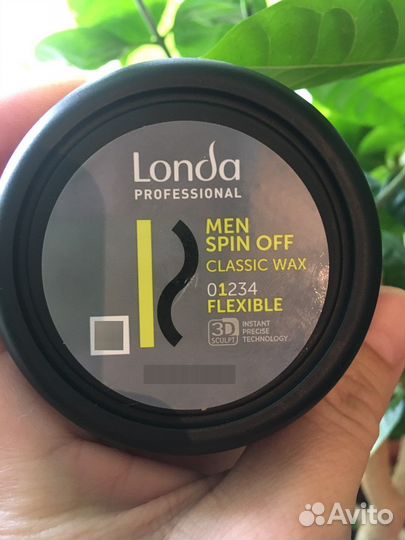 Londa
PROFESSIONAL
MEN
SPIN OFF
CLASSIC WAX
01234
FLEXIBLE
3D
SCULPT
INSTANT
PRECISE
TECHNOLOGY
Avito